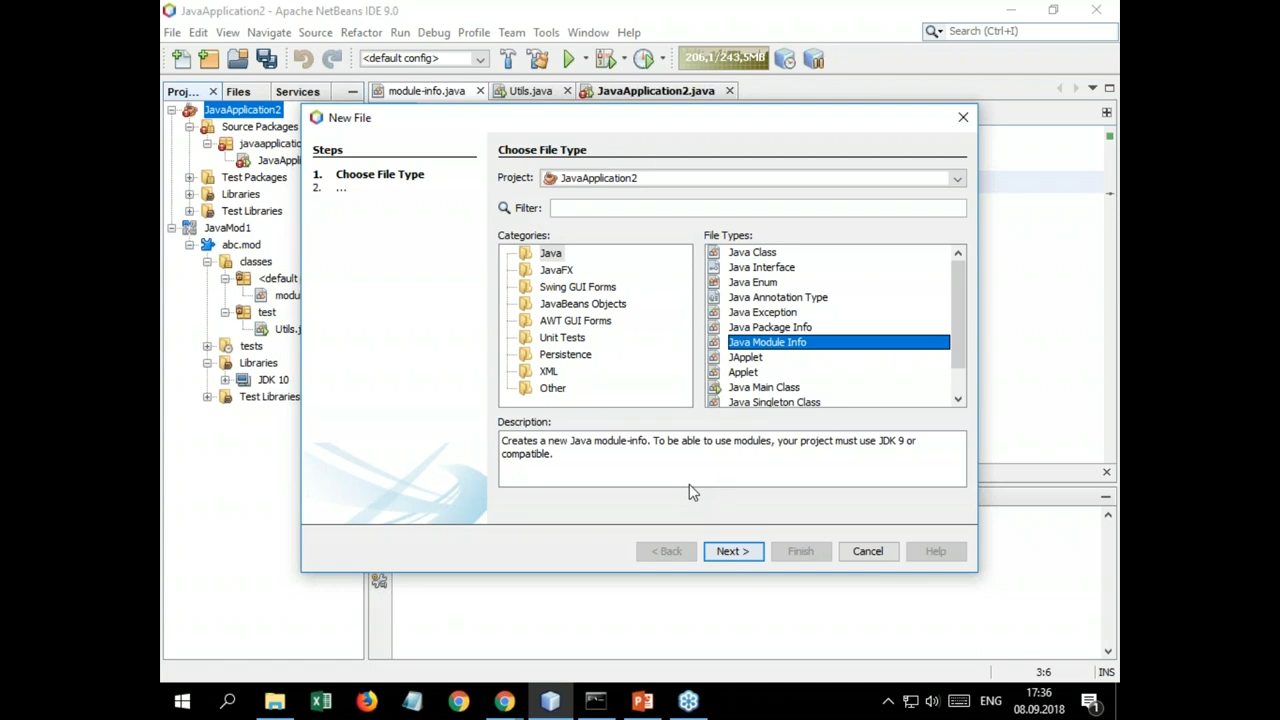 JavaApplication2 - Apache NetBeans IDE 9.0
File Edit View Navigate Source Refactor Run Debug Profile Team Tools Window Help
Search (Ctrl+I)
<default config>
206,1/243,5MB
Proj...
Files
Services
module-info.java
Utils.java
JavaApplication2.java
JavaApplication2
Source Packages
javaapplicatio
JavaAppl
Test Packages
Libraries
Test Libraries
JavaMod1
abc.mod
classes
<default
modu
test
Utils.j
tests
Libraries
JDK 10
Test Libraries
New File
Steps
1. Choose File Type
2. ...
Choose File Type
Project: JavaApplication2
Filter:
Categories:
Java
JavaFX
Swing GUI Forms
JavaBeans Objects
AWT GUI Forms
Unit Tests
Persistence
XML
Other
File Types:
Java Class
Java Interface
Java Enum
Java Annotation Type
Java Exception
Java Package Info
Java Module Info
JApplet
Applet
Java Main Class
Java Singleton Class
Description:
Creates a new Java module-info. To be able to use modules, your project must use JDK 9 or
compatible.
< Back
Next >
Finish
Cancel
Help
3:6
INS
ENG
17:36
08.09.2018
1